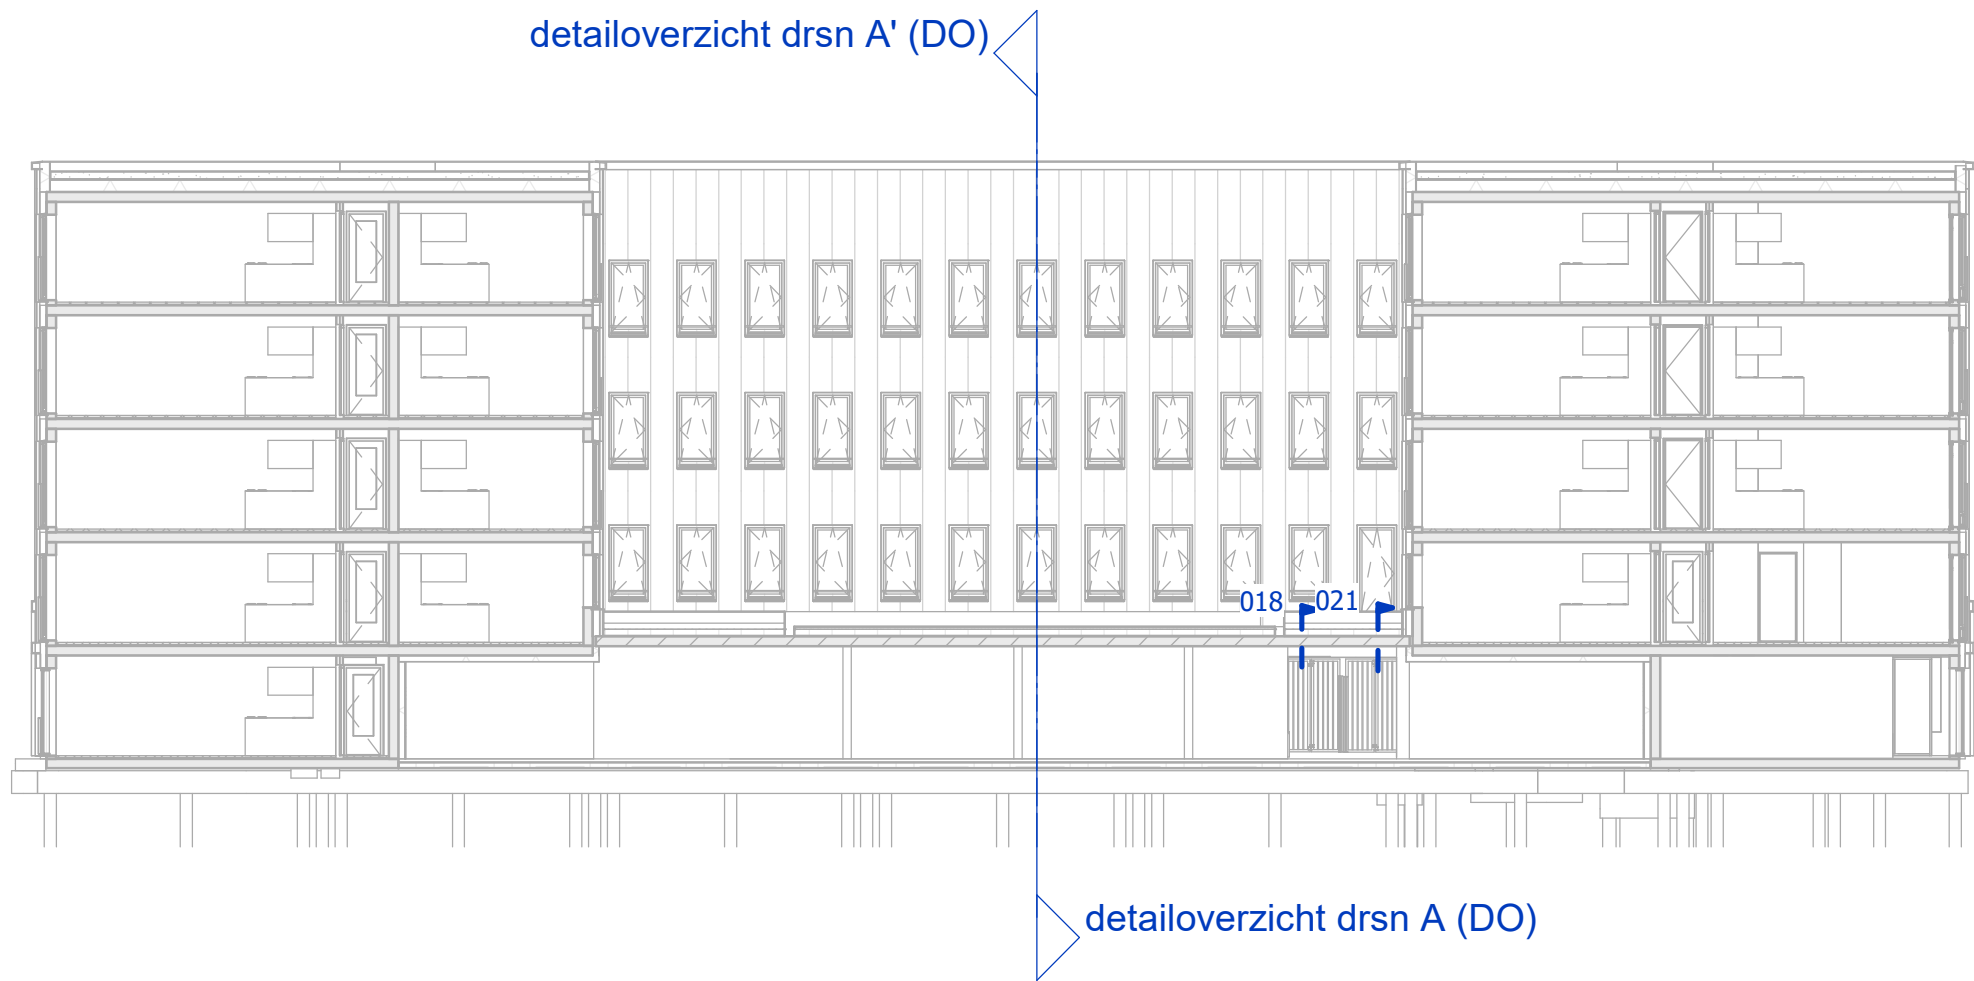 detailoverzicht drsn A' (DO)
018
021
detailoverzicht drsn A (DO)